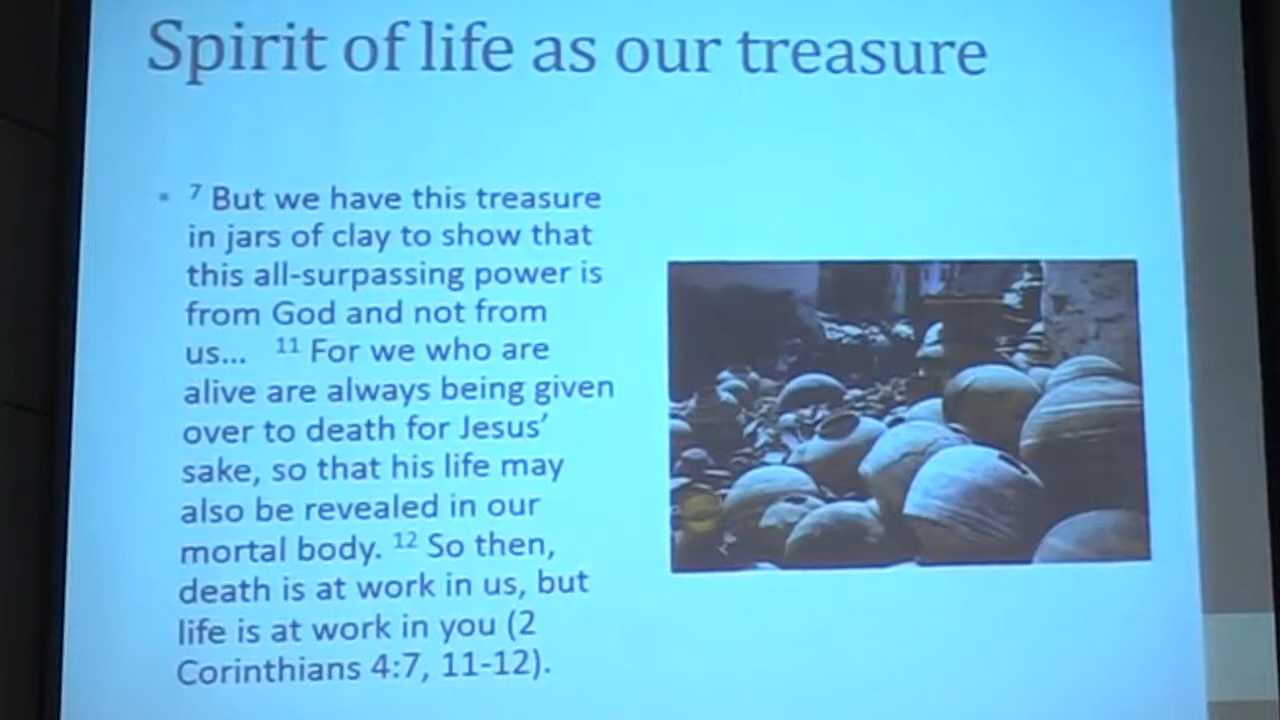 Spirit of life as our treasure
▪ ⁷ But we have this treasure
in jars of clay to show that
this all-surpassing power is
from God and not from
us... ¹¹ For we who are
alive are always being given
over to death for Jesus'
sake, so that his life may
also be revealed in our
mortal body. ¹² So then,
death is at work in us, but
life is at work in you (2
Corinthians 4:7, 11-12).